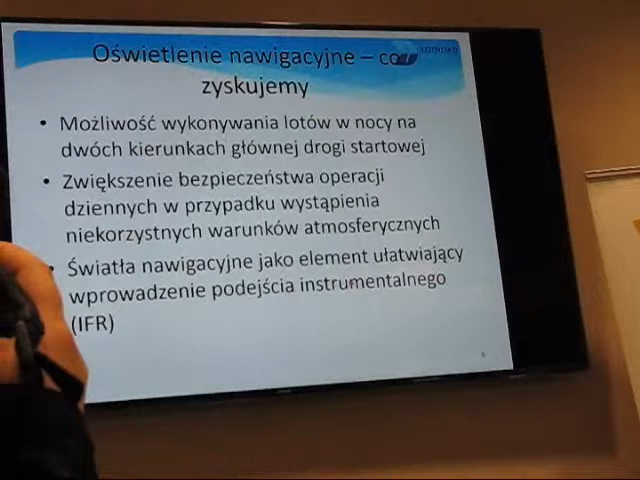 Oświetlenie nawigacyjne – co
zyskujemy
• Możliwość wykonywania lotów w nocy na
dwóch kierunkach głównej drogi startowej
• Zwiększenie bezpieczeństwa operacji
dziennych w przypadku wystąpienia
niekorzystnych warunków atmosferycznych
• Światła nawigacyjne jako element ułatwiający
wprowadzenie podejścia instrumentalnego
(IFR)
6